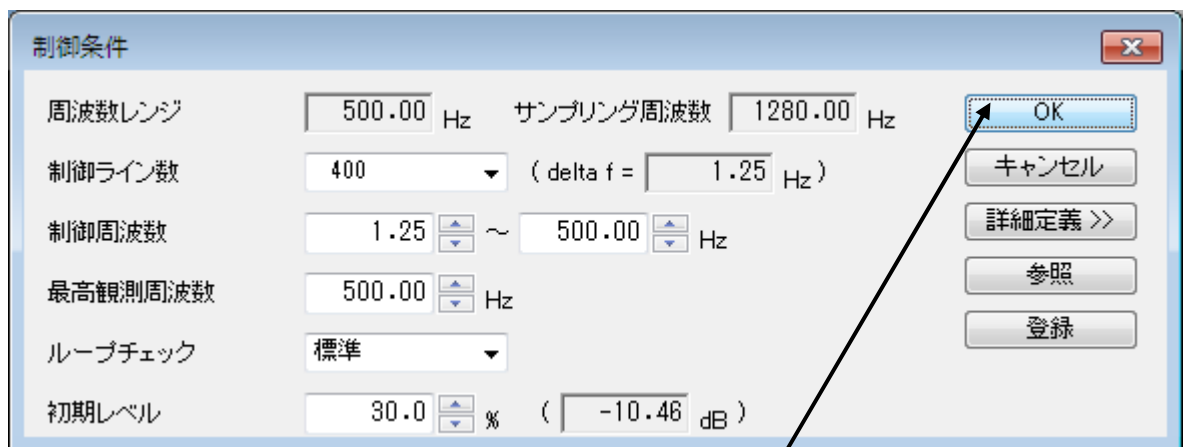 制御条件
周波数レンジ 500.00 Hz サンプリング周波数 1280.00 Hz OK
制御ライン数 400 ( delta f = 1.25 Hz ) キャンセル
制御周波数 1.25 ～ 500.00 Hz 詳細定義 >>
最高観測周波数 500.00 Hz 参照
ループチェック 標準 登録
初期レベル 30.0 % ( -10.46 dB )